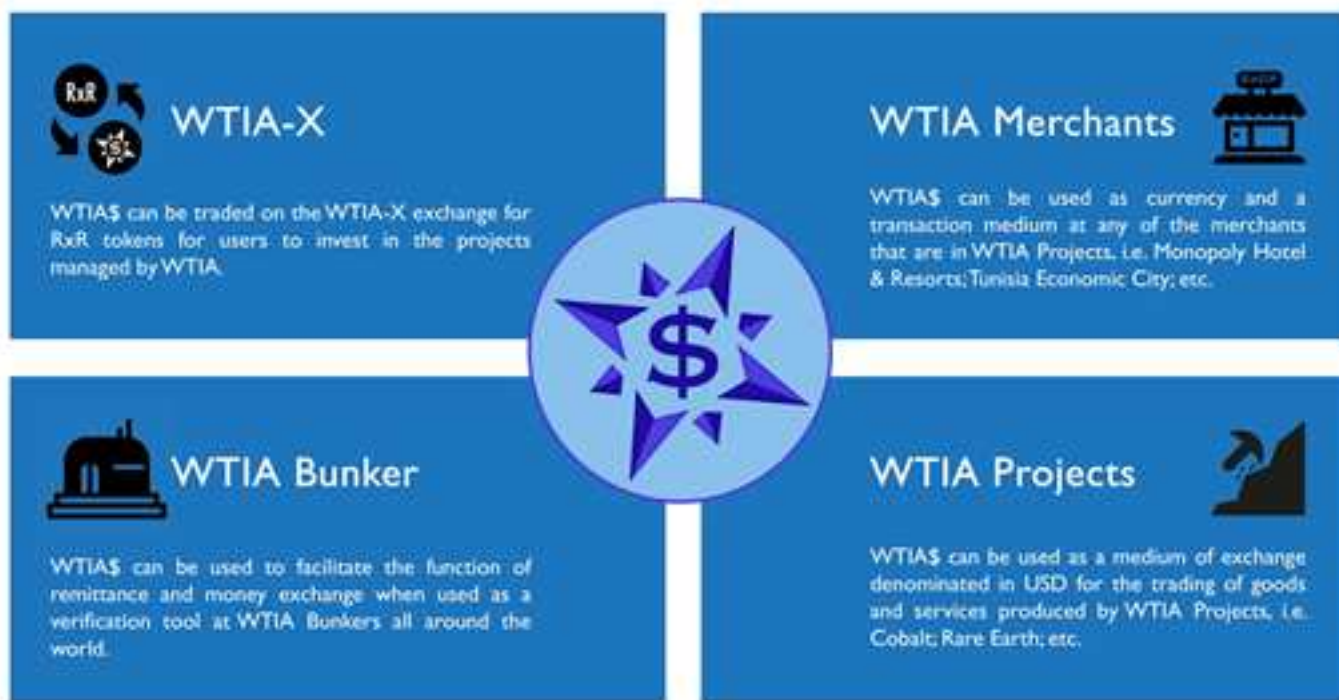 RxR
$
WTIA-X
WTIA$ can be traded on the WTIA-X exchange for
RxR tokens for users to invest in the projects
managed by WTIA.
SHOP
WTIA Merchants
WTIA$ can be used as currency and a
transaction medium at any of the merchants
that are in WTIA Projects, i.e. Monopoly Hotel
& Resorts; Tunisia Economic City; etc.
$
WTIA Bunker
WTIA$ can be used to facilitate the function of
remittance and money exchange when used as a
verification tool at WTIA Bunkers all around the
world.
WTIA Projects
WTIA$ can be used as a medium of exchange
denominated in USD for the trading of goods
and services produced by WTIA Projects, i.e.
Cobalt; Rare Earth; etc.